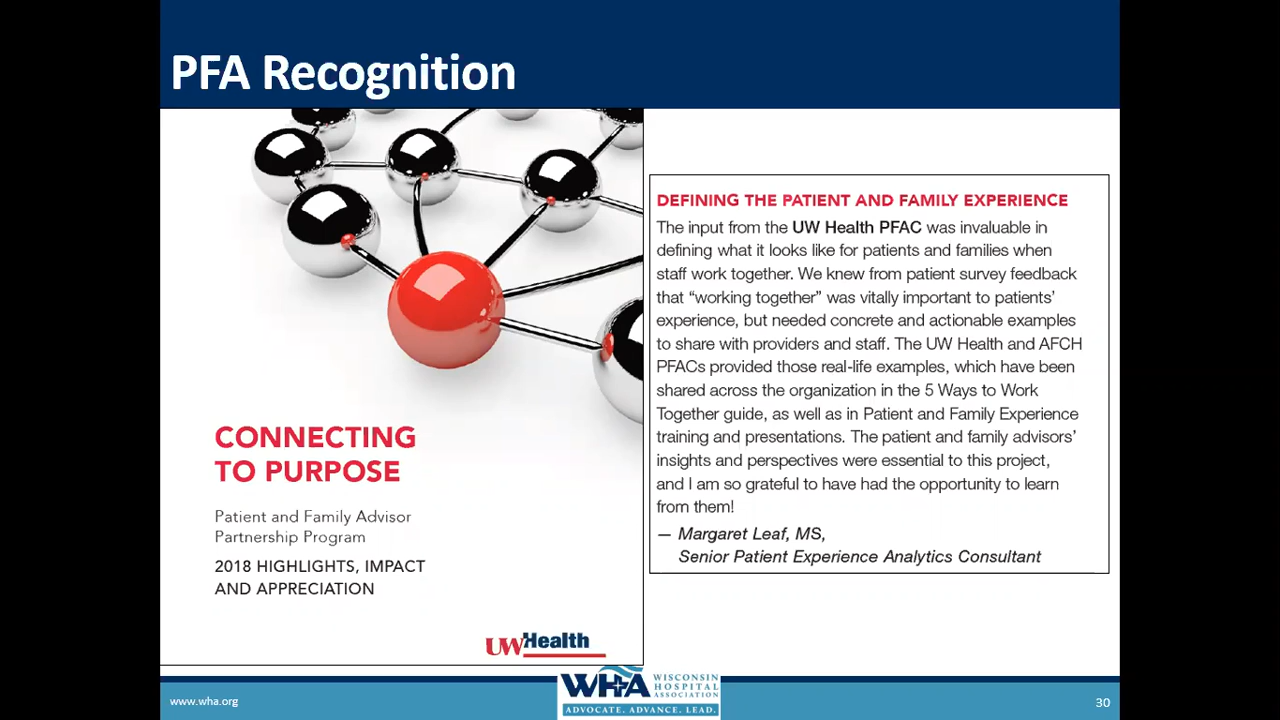 PFA Recognition
CONNECTING
TO PURPOSE
Patient and Family Advisor
Partnership Program
2018 HIGHLIGHTS, IMPACT
AND APPRECIATION
UWHealth
DEFINING THE PATIENT AND FAMILY EXPERIENCE
The input from the UW Health PFAC was invaluable in
defining what it looks like for patients and families when
staff work together. We knew from patient survey feedback
that “working together” was vitally important to patients’
experience, but needed concrete and actionable examples
to share with providers and staff. The UW Health and AFCH
PFACs provided those real-life examples, which have been
shared across the organization in the 5 Ways to Work
Together guide, as well as in Patient and Family Experience
training and presentations. The patient and family advisors’
insights and perspectives were essential to this project,
and I am so grateful to have had the opportunity to learn
from them!
— Margaret Leaf, MS,
Senior Patient Experience Analytics Consultant
www.wha.org
WHA WISCONSIN
HOSPITAL
ASSOCIATION
ADVOCATE. ADVANCE. LEAD.
30